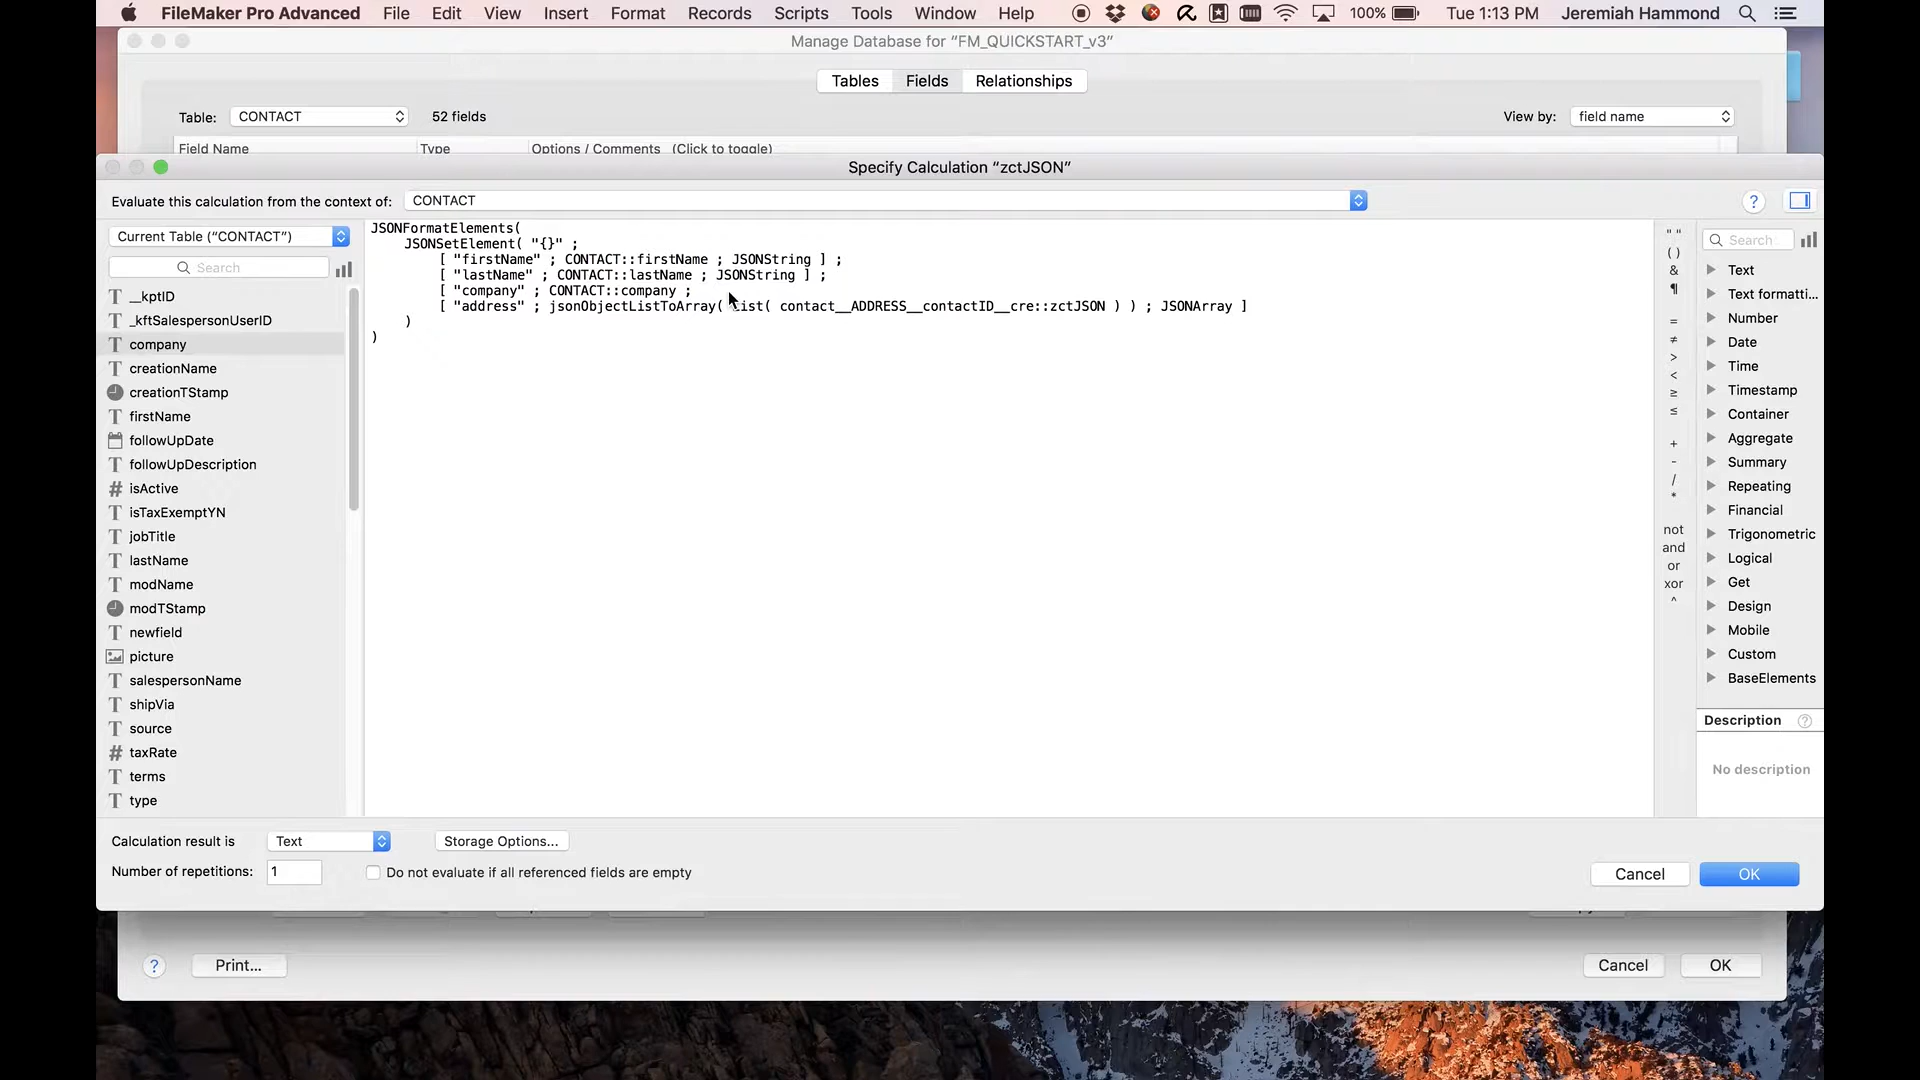 FileMaker Pro Advanced File Edit View Insert Format Records Scripts Tools Window Help 100% Tue 1:13 PM Jeremiah Hammond
Manage Database for “FM_QUICKSTART_v3”
Tables Fields Relationships
Table: CONTACT 52 fields View by: field name
Field Name Type Options / Comments (Click to toggle)
Specify Calculation “zctJSON”
Evaluate this calculation from the context of: CONTACT ?
Current Table (“CONTACT”)
Search
__kptID
_kftSalespersonUserID
company
creationName
creationTStamp
firstName
followUpDate
followUpDescription
isActive
isTaxExemptYN
jobTitle
lastName
modName
modTStamp
newfield
picture
salespersonName
shipVia
source
taxRate
terms
type
JSONFormatElements(
JSONSetElement( "{}" ;
[ "firstName" ; CONTACT::firstName ; JSONString ] ;
[ "lastName" ; CONTACT::lastName ; JSONString ] ;
[ "company" ; CONTACT::company ;
[ "address" ; jsonObjectListToArray( List( contact__ADDRESS__contactID__cre::zctJSON ) ) ; JSONArray ]
)
)
" "
( )
&
¶
=
≠
>
<
≥
≤
+
-
/
*
not
and
or
xor
^
Search
Text
Text formatti...
Number
Date
Time
Timestamp
Container
Aggregate
Summary
Repeating
Financial
Trigonometric
Logical
Get
Design
Mobile
Custom
BaseElements
Description ?
No description
Calculation result is Text Storage Options...
Number of repetitions: 1 Do not evaluate if all referenced fields are empty
Cancel OK
? Print... Cancel OK